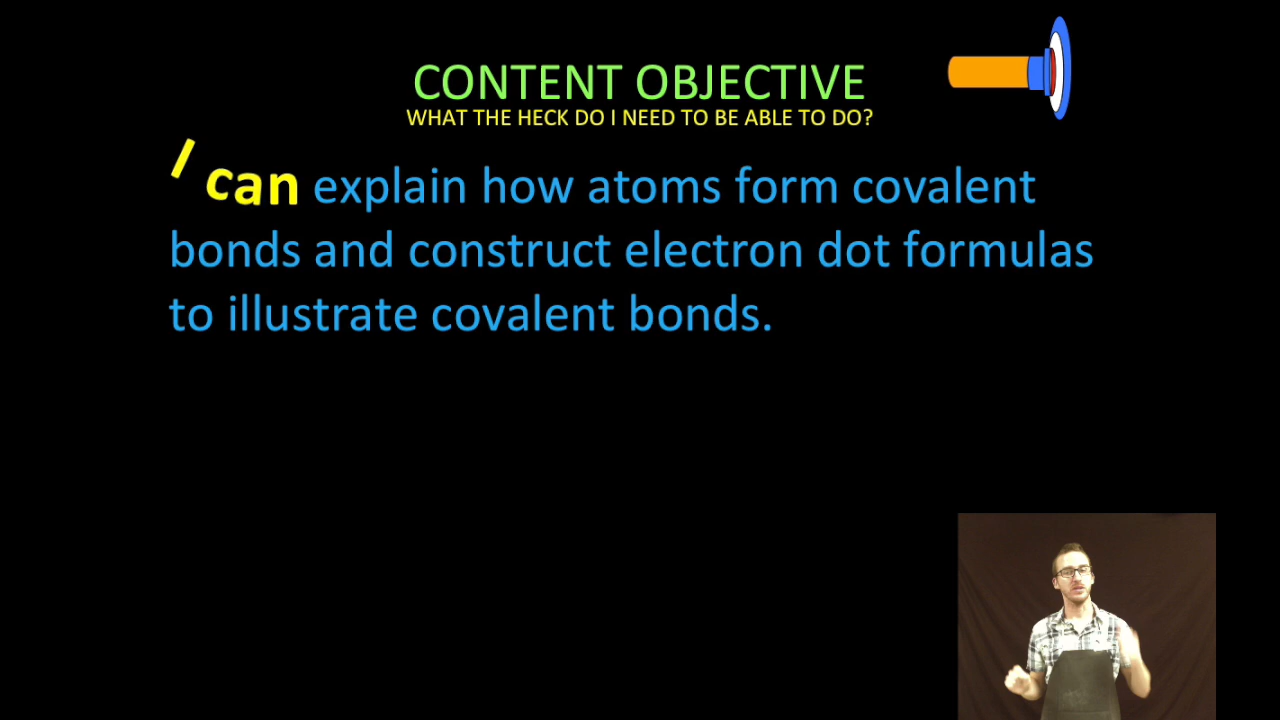 CONTENT OBJECTIVE
WHAT THE HECK DO I NEED TO BE ABLE TO DO?
I can explain how atoms form covalent
bonds and construct electron dot formulas
to illustrate covalent bonds.